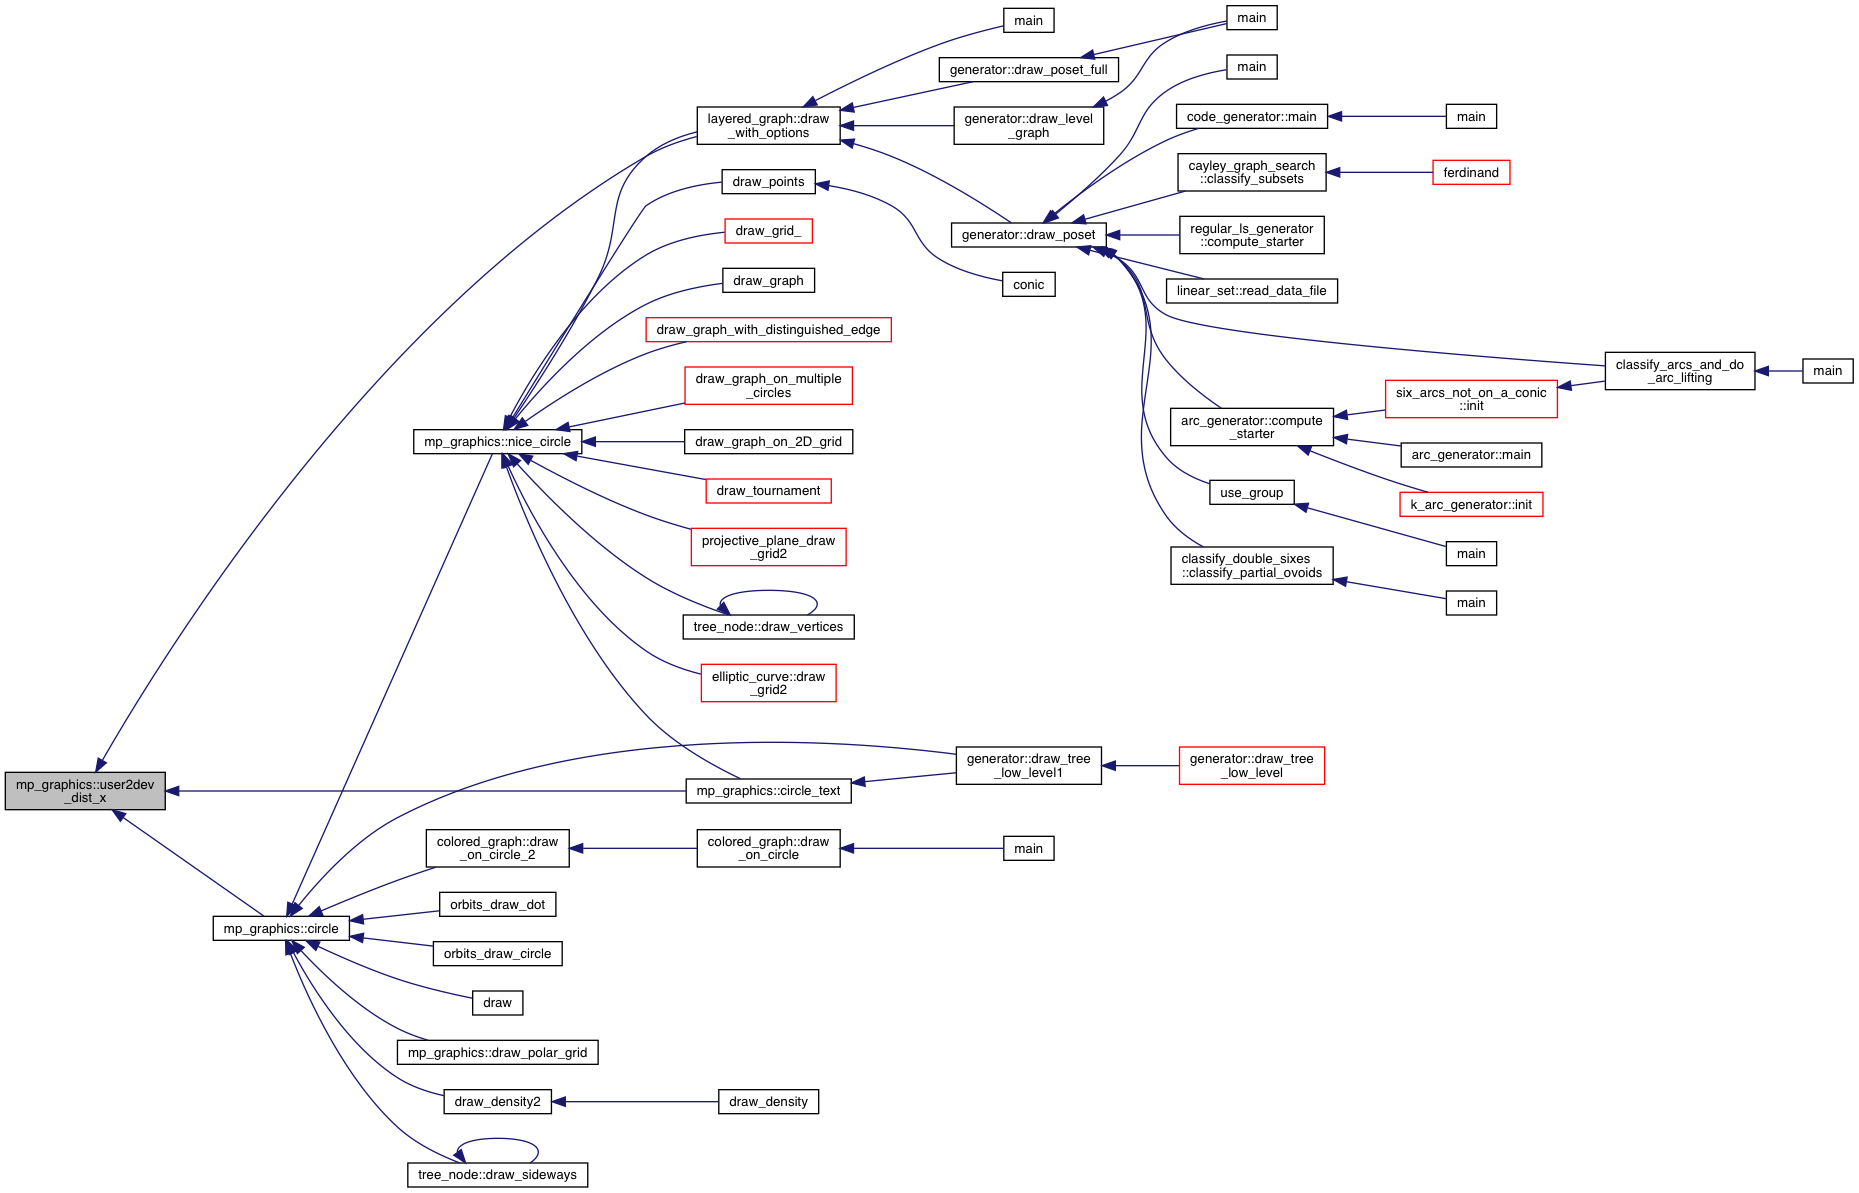 main
main
generator::draw_poset_full
main
layered_graph::draw
_with_options
generator::draw_level
_graph
code_generator::main
main
draw_points
cayley_graph_search
::classify_subsets
ferdinand
draw_grid_
generator::draw_poset
regular_ls_generator
::compute_starter
draw_graph
conic
linear_set::read_data_file
draw_graph_with_distinguished_edge
classify_arcs_and_do
_arc_lifting
main
draw_graph_on_multiple
_circles
six_arcs_not_on_a_conic
::init
arc_generator::compute
_starter
mp_graphics::nice_circle
draw_graph_on_2D_grid
arc_generator::main
draw_tournament
use_group
k_arc_generator::init
projective_plane_draw
_grid2
main
classify_double_sixes
::classify_partial_ovoids
main
tree_node::draw_vertices
elliptic_curve::draw
_grid2
generator::draw_tree
_low_level1
generator::draw_tree
_low_level
mp_graphics::user2dev
_dist_x
mp_graphics::circle_text
colored_graph::draw
_on_circle_2
colored_graph::draw
_on_circle
main
orbits_draw_dot
mp_graphics::circle
orbits_draw_circle
draw
mp_graphics::draw_polar_grid
draw_density2
draw_density
tree_node::draw_sideways